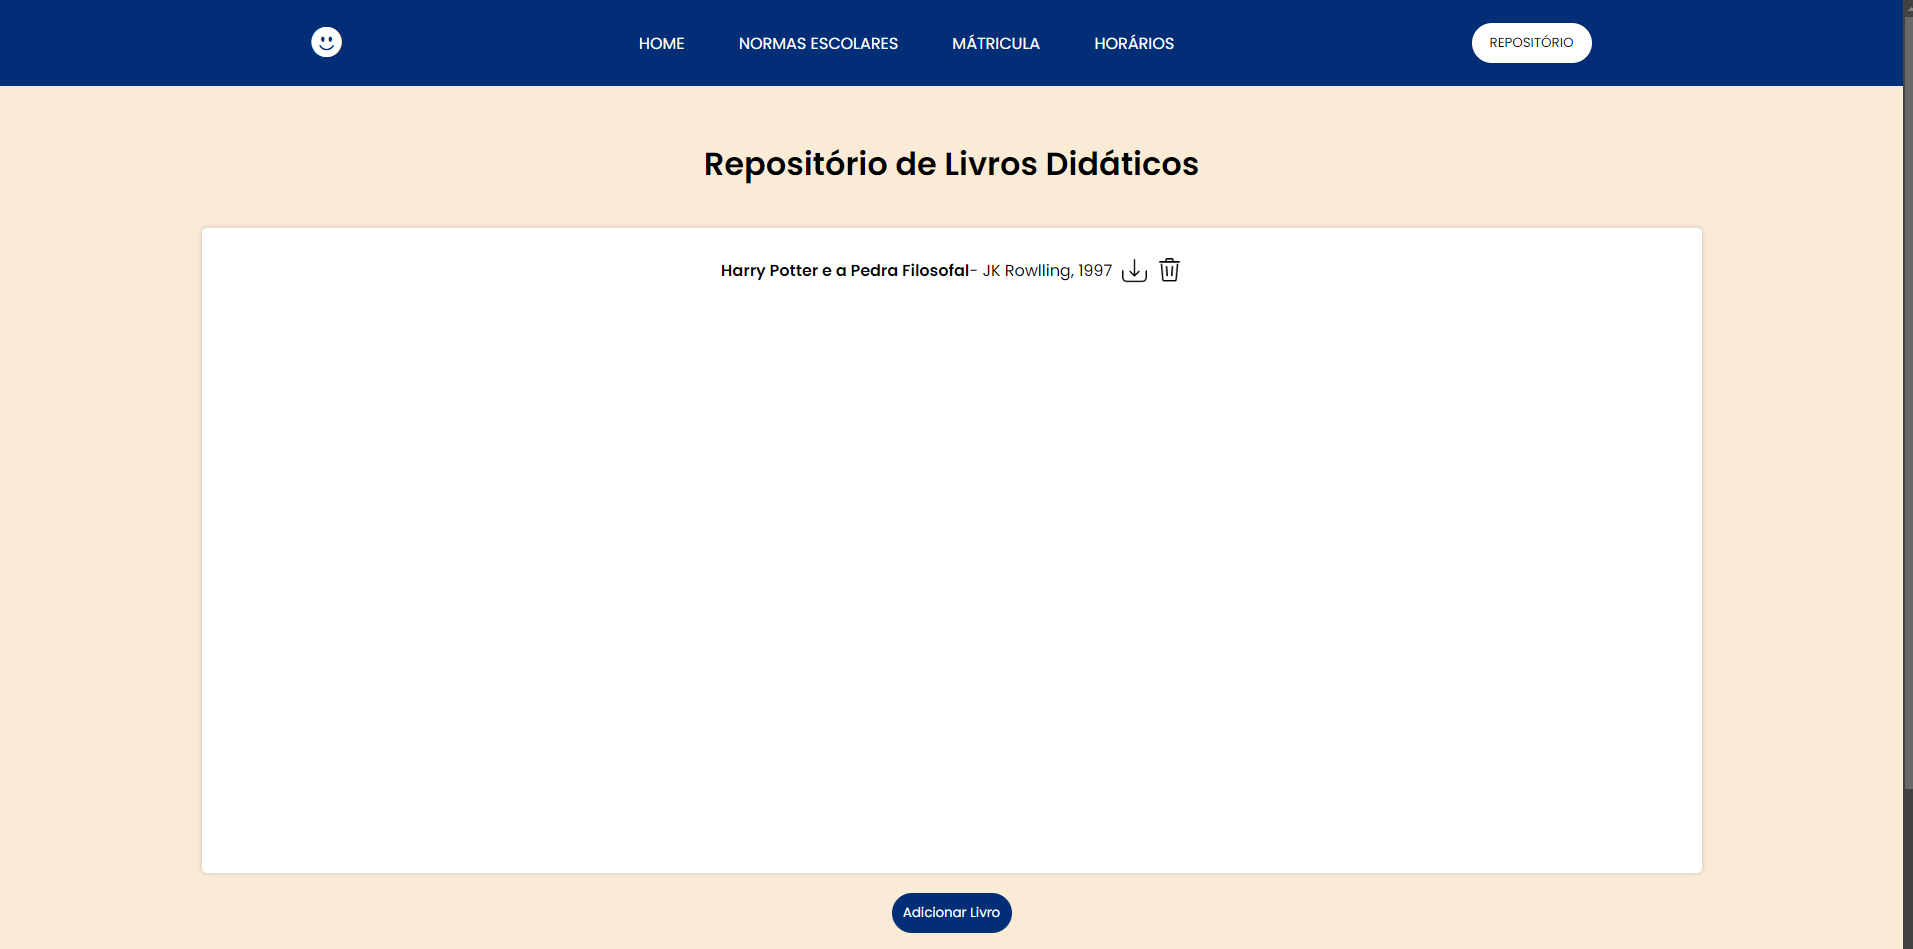 HOME NORMAS ESCOLARES MÁTRICULA HORÁRIOS REPOSITÓRIO
Repositório de Livros Didáticos
Harry Potter e a Pedra Filosofal- JK Rowlling, 1997
Adicionar Livro